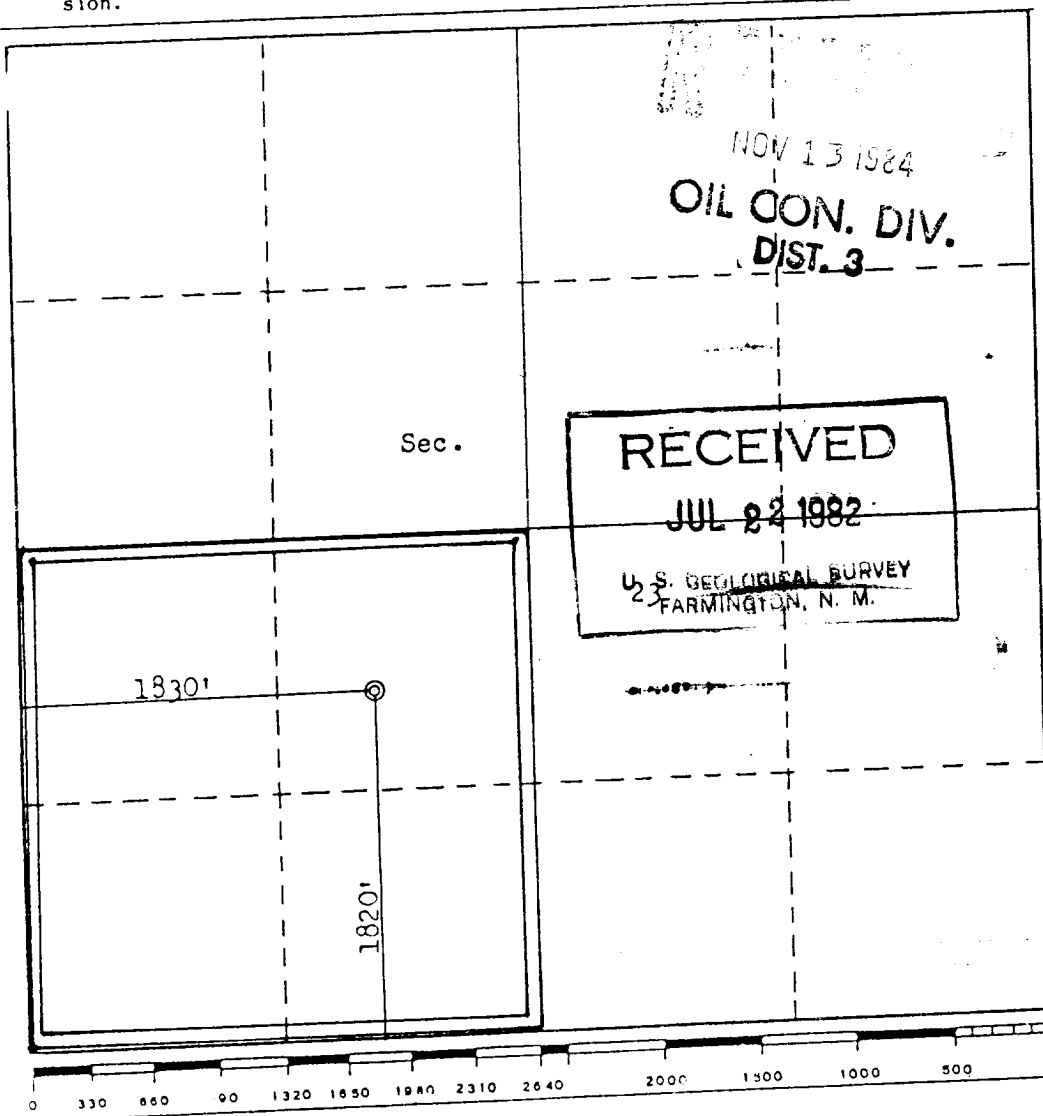 sion.
NOV 13 1984
OIL CON. DIV.
DIST. 3
Sec.
RECEIVED
JUL 22 1982
U. S. GEOLOGICAL SURVEY
23
FARMINGTON, N. M.
1830'
1820'
0 330 660 90 1320 1650 1980 2310 2640 2000 1500 1000 500